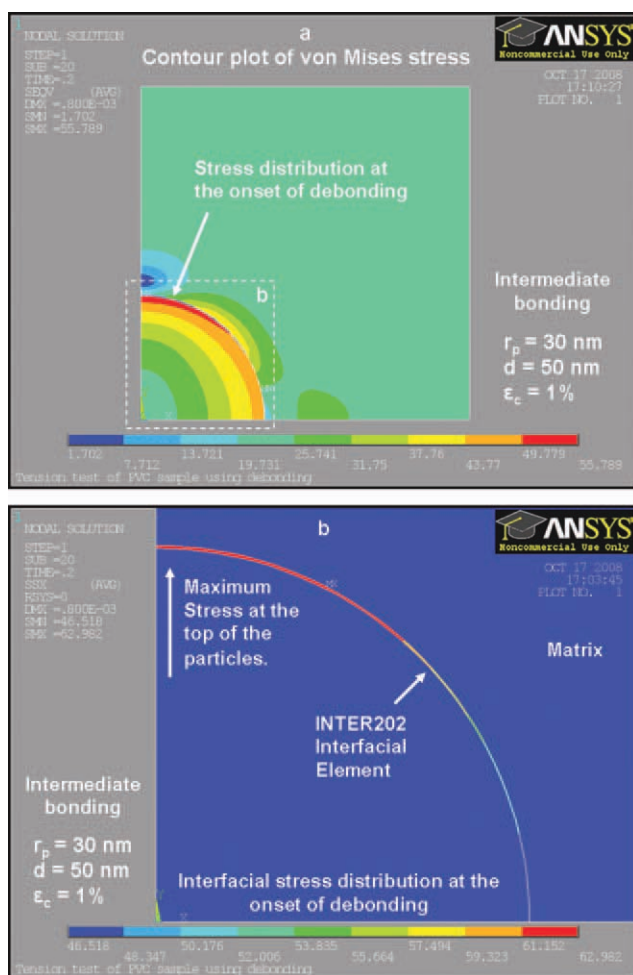 a
NODAL SOLUTION
Contour plot of von Mises stress
ANSYS
Noncommercial Use Only
STEP=1
SUB =20
TIME=.2
SEQV (AVG)
DMX =.800E-03
SMN =1.702
SMX =55.789
OCT 17 2008
17:10:27
PLOT NO. 1
Stress distribution at
the onset of debonding
b
Intermediate
bonding
rp = 30 nm
d = 50 nm
εc = 1%
MX
X
1.702 13.721 25.741 37.76 49.779
7.712 19.731 31.75 43.77 55.789
Tension test of PVC sample using debonding
b
NODAL SOLUTION
ANSYS
Noncommercial Use Only
STEP=1
SUB =20
TIME=.2
SSX (AVG)
RSYS=0
DMX =.800E-03
SMN =46.518
SMX =62.982
OCT 17 2008
17:03:45
PLOT NO. 1
Maximum
Stress at the
top of the
particles.
MX
Matrix
INTER202
Interfacial
Element
Intermediate
bonding
rp = 30 nm
d = 50 nm
εc = 1%
Interfacial stress distribution at the
onset of debonding
Y
X
46.518 50.176 53.835 57.494 61.152
48.347 52.006 55.664 59.323 62.982
Tension test of PVC sample using debonding